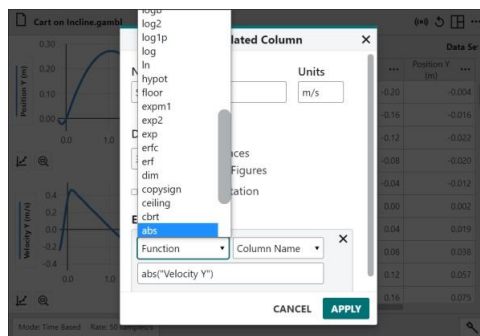 Cart on Incline.gambl
log2
log1p
log
ln
hypot
floor
expm1
exp2
exp
erfc
erf
dim
copysign
ceiling
cbrt
abs
lated Column
Units
m/s
aces
Figures
tation
Function
Column Name
abs("Velocity Y")
CANCEL
APPLY
Position Y (m)
0.30
0.20
0.10
0.00
0.0
1.0
Velocity Y (m/s)
0.4
0.2
0.0
-0.2
-0.4
0.0
1.0
Data Se
Position Y
(m)
-0.20 -0.004
-0.16 -0.016
-0.12 -0.022
-0.08 -0.020
-0.04 -0.012
0.00 0.002
0.04 0.019
0.08 0.038
0.12 0.057
0.16 0.075
Mode: Time Based Rate: 50 samples/s